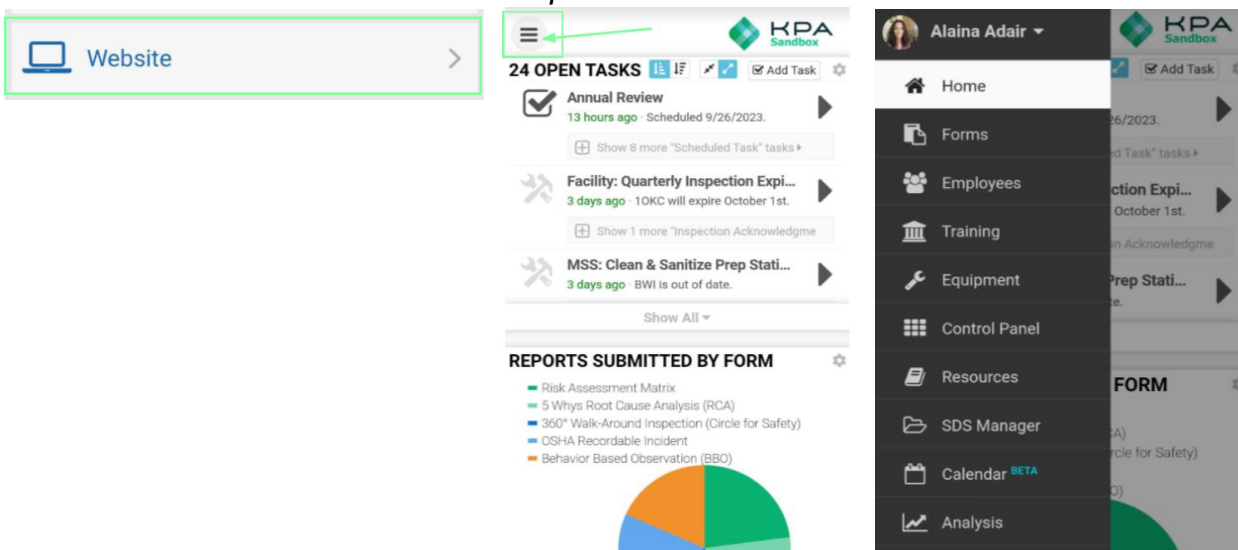 Website
KPA
Sandbox
24 OPEN TASKS
Add Task
Annual Review
13 hours ago · Scheduled 9/26/2023.
Show 8 more "Scheduled Task" tasks
Facility: Quarterly Inspection Expi...
3 days ago · 1OKC will expire October 1st.
Show 1 more "Inspection Acknowledgme
MSS: Clean & Sanitize Prep Stati...
3 days ago · BWI is out of date.
Show All
REPORTS SUBMITTED BY FORM
Risk Assessment Matrix
5 Whys Root Cause Analysis (RCA)
360° Walk-Around Inspection (Circle for Safety)
OSHA Recordable Incident
Behavior Based Observation (BBO)
Alaina Adair
Home
Forms
Employees
Training
Equipment
Control Panel
Resources
SDS Manager
Calendar BETA
Analysis
KPA
Sandbox
Add Task
26/2023.
ed Task" tasks
ction Expi...
October 1st.
on Acknowledgme
Prep Stati...
te.
FORM
CA)
rcle for Safety)
O)